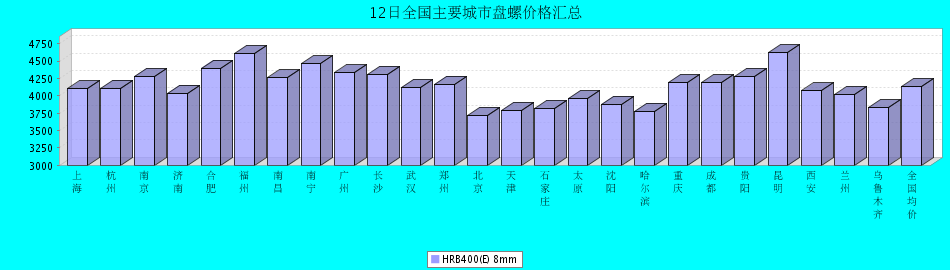 12日全国主要城市盘螺价格汇总
4750
4500
4250
4000
3750
3500
3250
3000
上海
杭州
南京
济南
合肥
福州
南昌
南宁
广州
长沙
武汉
郑州
北京
天津
石家庄
太原
沈阳
哈尔滨
重庆
成都
贵阳
昆明
西安
兰州
乌鲁木齐
全国均价
HRB400(E) 8mm